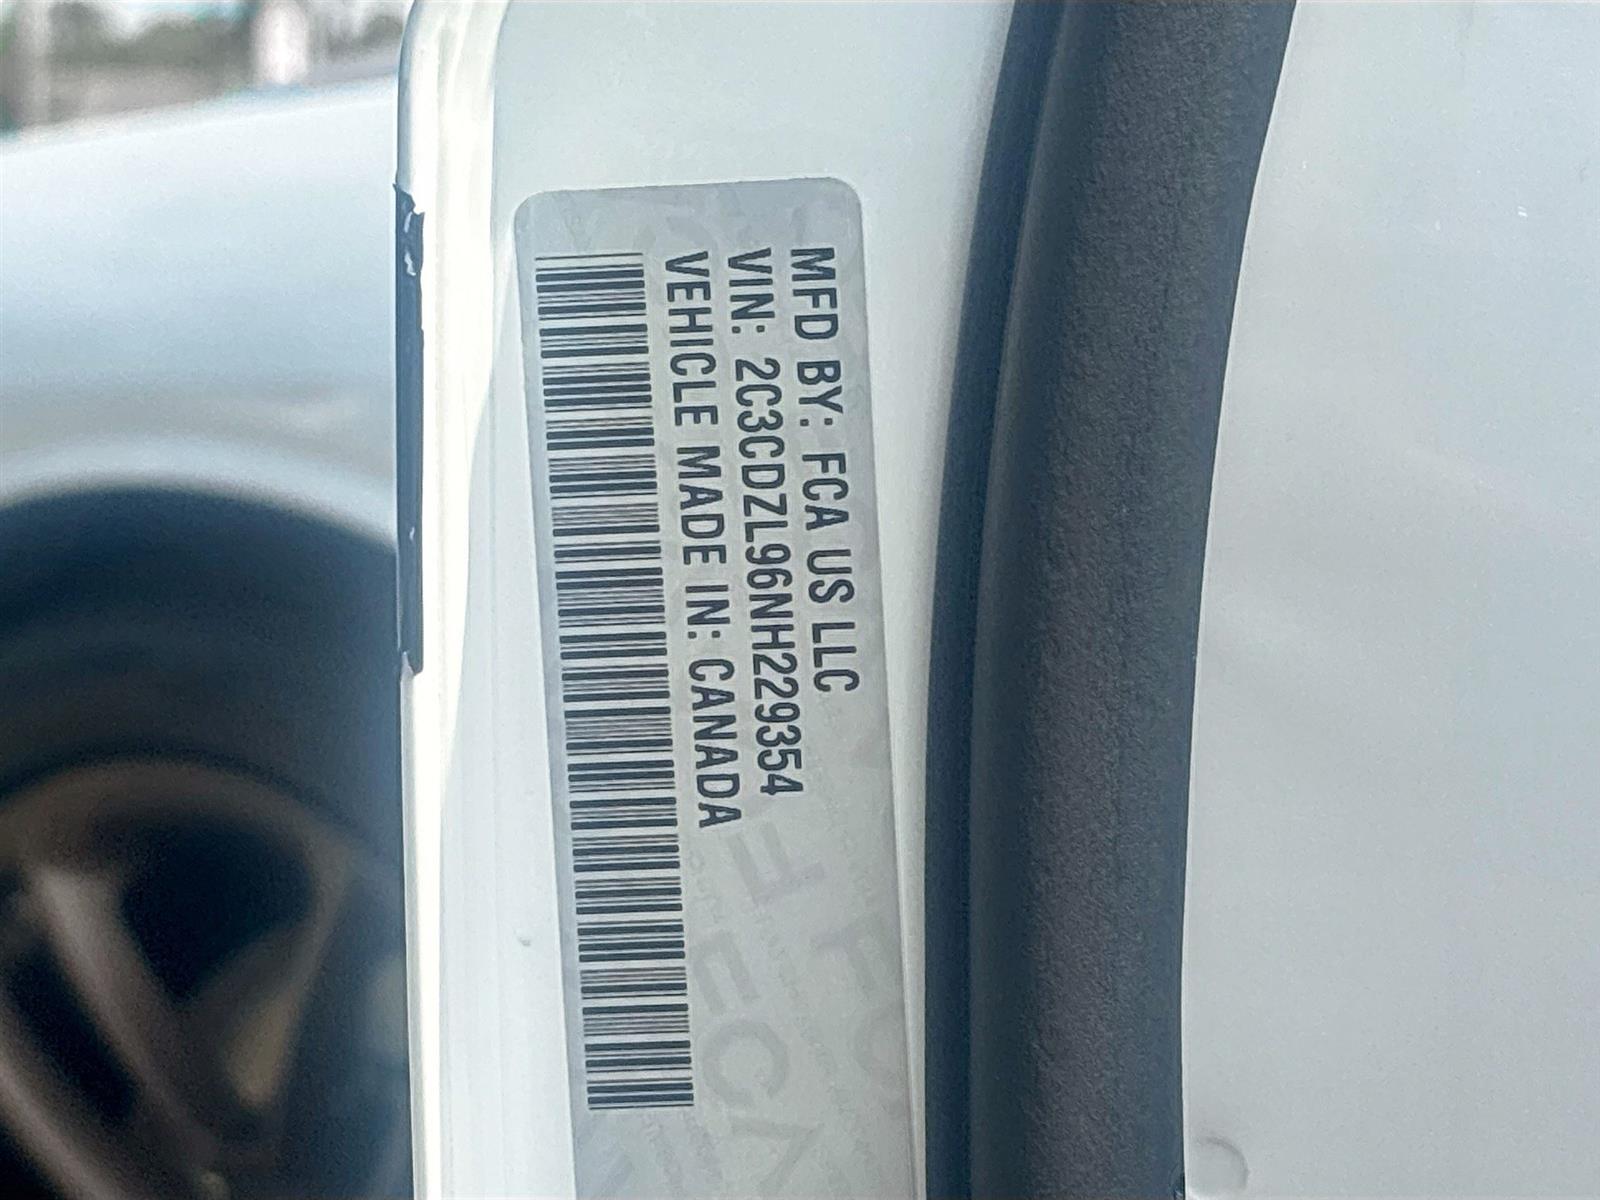 MFD BY: FCA US LLC
VIN: 2C3CDZL96NH229354
VEHICLE MADE IN: CANADA